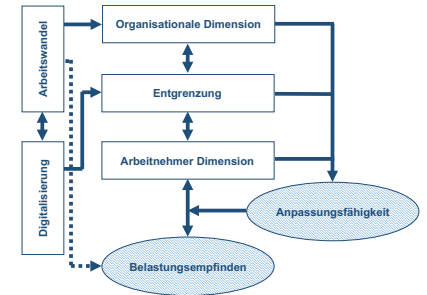 Arbeitswandel
Organisationale Dimension
Entgrenzung
Digitalisierung
Arbeitnehmer Dimension
Anpassungsfähigkeit
Belastungsempfinden